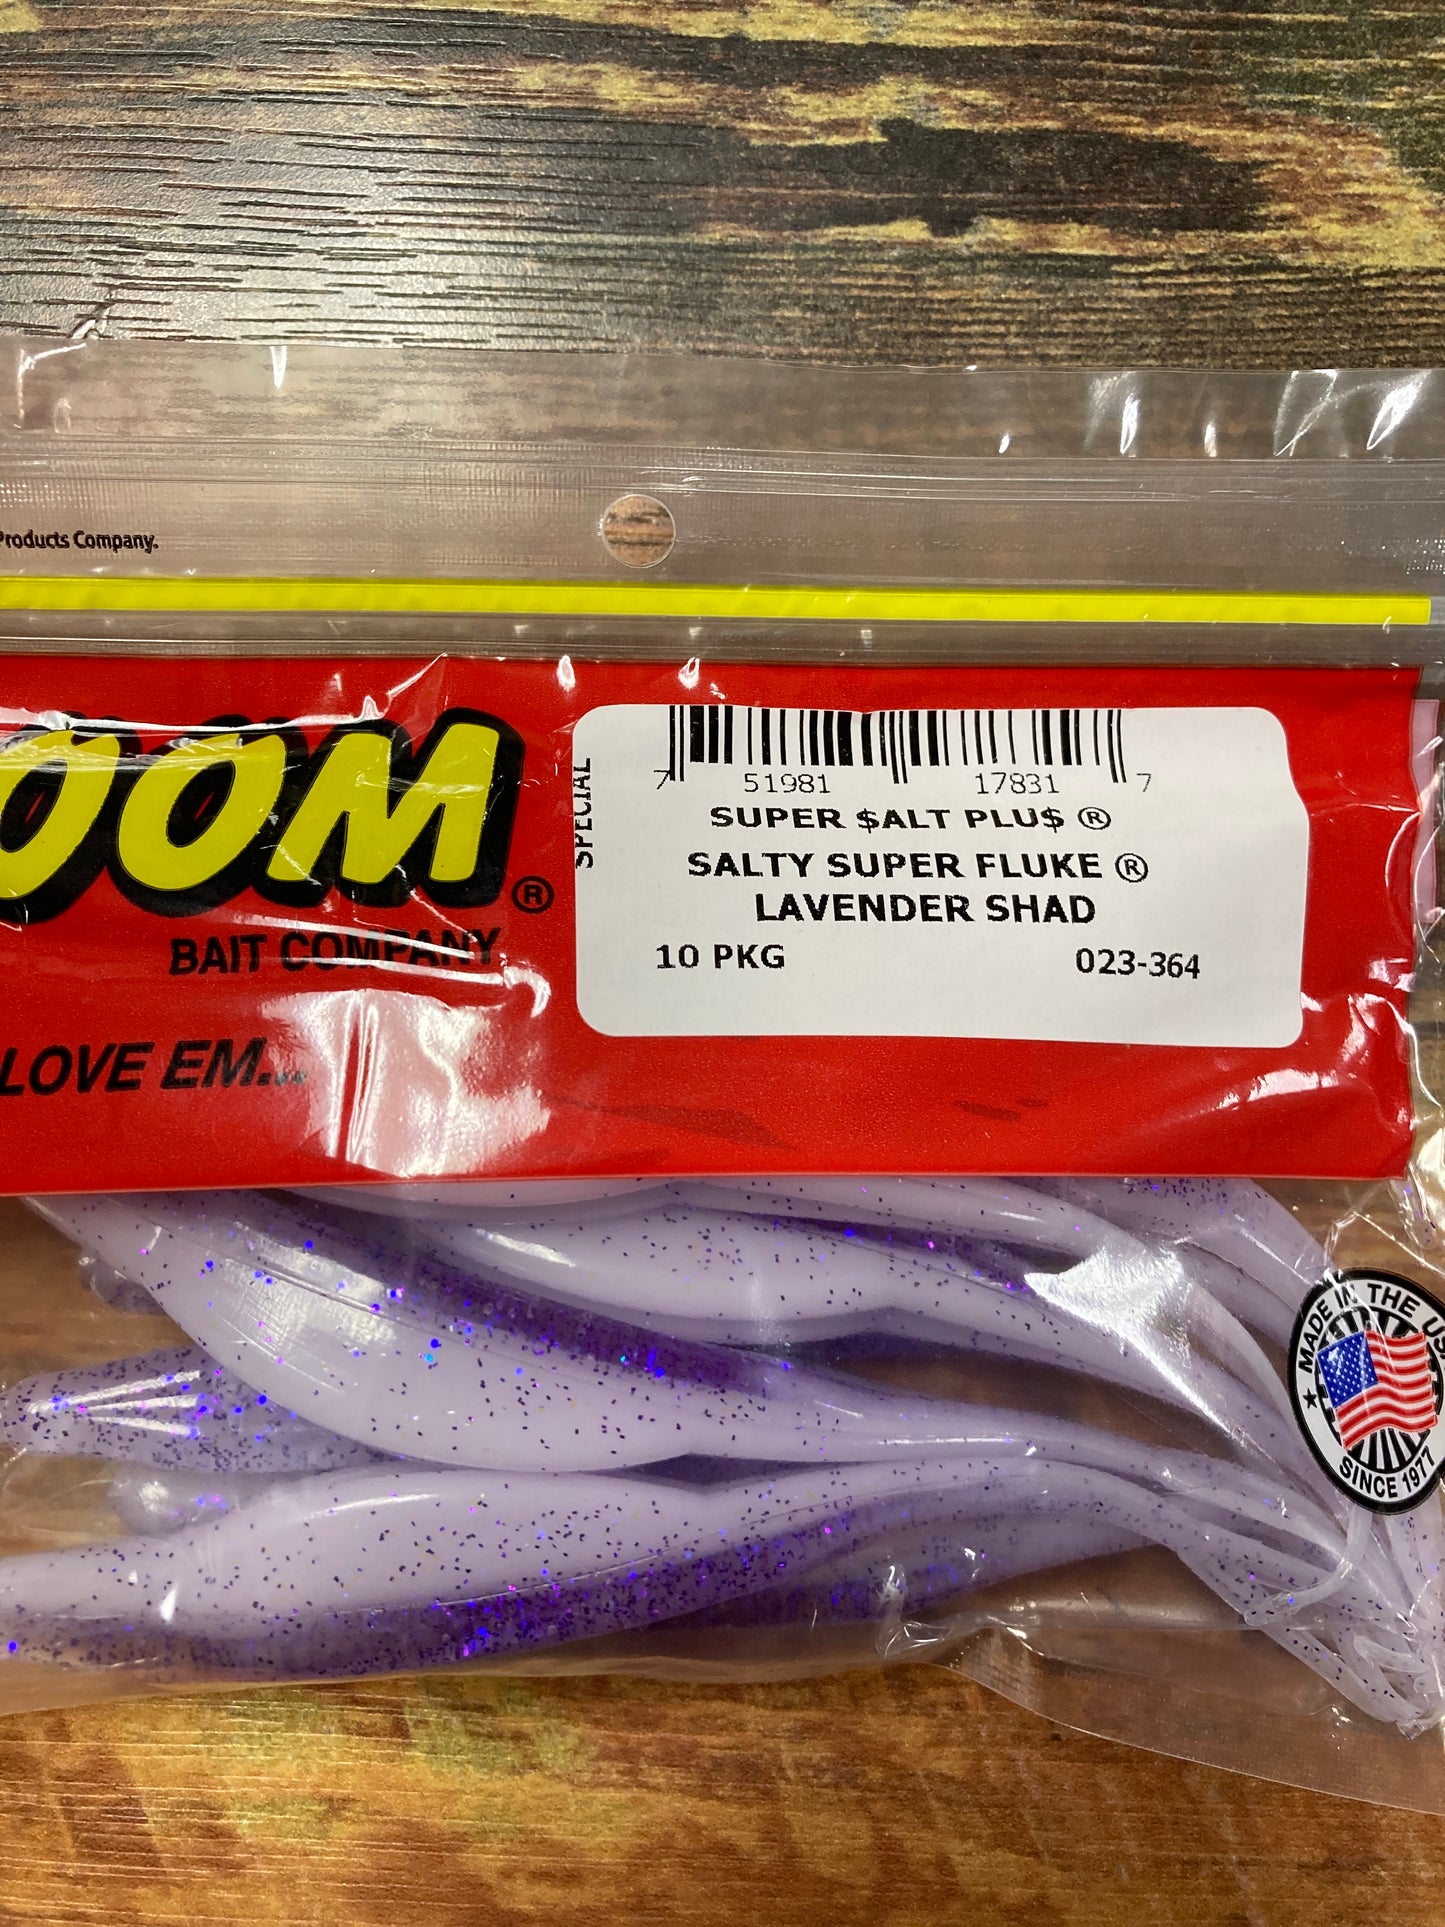 Products Company.
OOM®
BAIT COMPANY
LOVE EM...
SPECIAL
7 51981 17831 7
SUPER $ALT PLU$ ®
SALTY SUPER FLUKE ®
LAVENDER SHAD
10 PKG 023-364
MADE IN THE USA
SINCE 1977